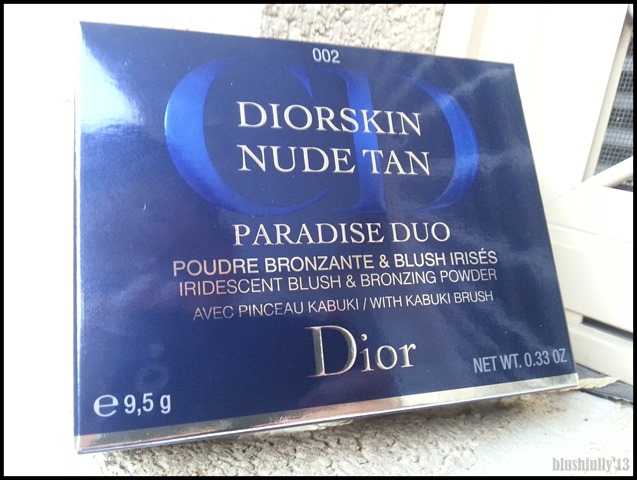 002
DIORSKIN
NUDE TAN
PARADISE DUO
POUDRE BRONZANTE & BLUSH IRISÉS
IRIDESCENT BLUSH & BRONZING POWDER
AVEC PINCEAU KABUKI / WITH KABUKI BRUSH
Dior
NET WT. 0.33 OZ
℮ 9,5 g
blushfully'13